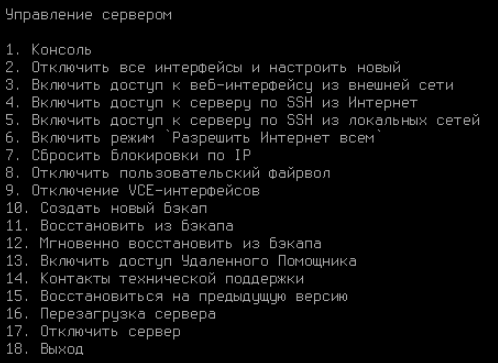 Управление сервером
1. Консоль
2. Отключить все интерфейсы и настроить новый
3. Включить доступ к веб-интерфейсу из внешней сети
4. Включить доступ к серверу по SSH из Интернет
5. Включить доступ к серверу по SSH из локальных сетей
6. Включить режим `Разрешить Интернет всем`
7. Сбросить блокировки по IP
8. Отключить пользовательский файрвол
9. Отключение VCE-интерфейсов
10. Создать новый бэкап
11. Восстановить из бэкапа
12. Мгновенно восстановить из бэкапа
13. Включить доступ Удаленного Помощника
14. Контакты технической поддержки
15. Восстановиться на предыдущую версию
16. Перезагрузка сервера
17. Отключить сервер
18. Выход